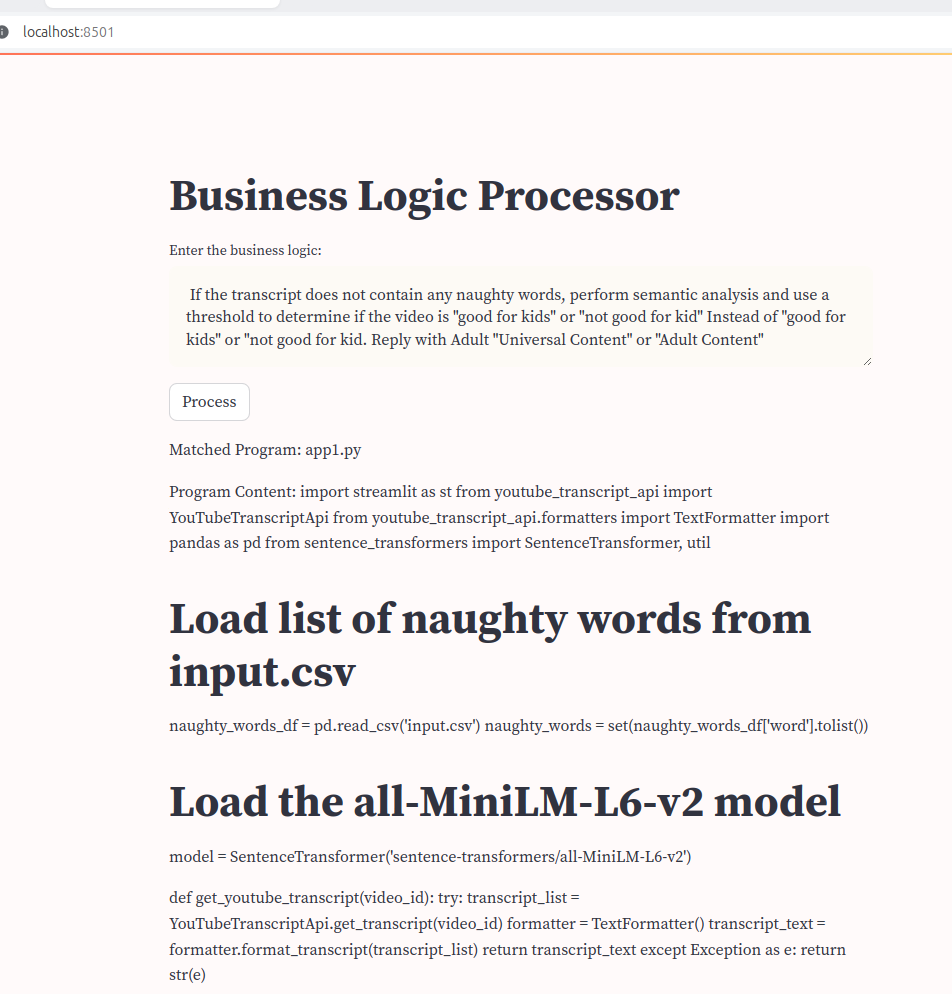 localhost:8501
Business Logic Processor
Enter the business logic:
If the transcript does not contain any naughty words, perform semantic analysis and use a
threshold to determine if the video is "good for kids" or "not good for kid" Instead of "good for
kids" or "not good for kid. Reply with Adult "Universal Content" or "Adult Content"
Process
Matched Program: app1.py
Program Content: import streamlit as st from youtube_transcript_api import
YouTubeTranscriptApi from youtube_transcript_api.formatters import TextFormatter import
pandas as pd from sentence_transformers import SentenceTransformer, util
Load list of naughty words from
input.csv
naughty_words_df = pd.read_csv('input.csv') naughty_words = set(naughty_words_df['word'].tolist())
Load the all-MiniLM-L6-v2 model
model = SentenceTransformer('sentence-transformers/all-MiniLM-L6-v2')
def get_youtube_transcript(video_id): try: transcript_list =
YouTubeTranscriptApi.get_transcript(video_id) formatter = TextFormatter() transcript_text =
formatter.format_transcript(transcript_list) return transcript_text except Exception as e: return
str(e)